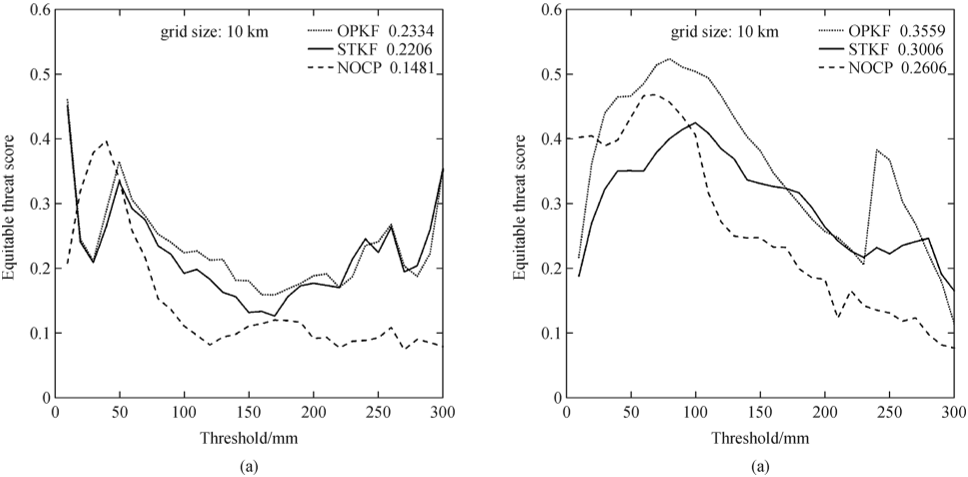 0.6
0.5
0.4
0.3
0.2
0.1
0
Equitable threat score
grid size: 10 km
OPKF 0.2334
STKF 0.2206
NOCP 0.1481
0 50 100 150 200 250 300
Threshold/mm
(a)
0.6
0.5
0.4
0.3
0.2
0.1
0
Equitable threat score
grid size: 10 km
OPKF 0.3559
STKF 0.3006
NOCP 0.2606
0 50 100 150 200 250 300
Threshold/mm
(a)